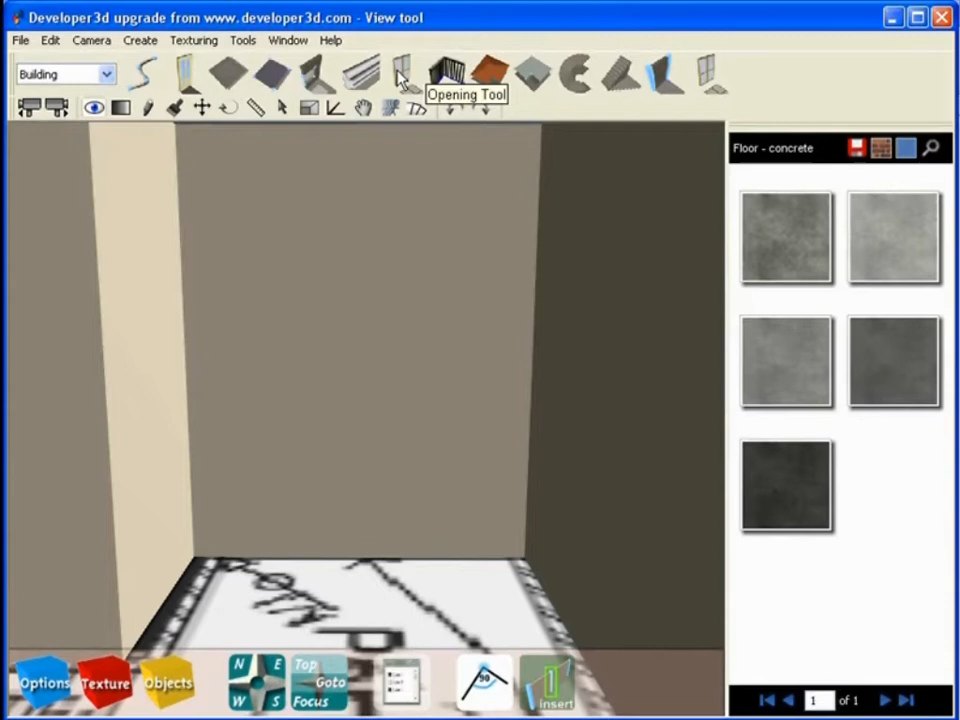 Developer3d upgrade from www.developer3d.com - View tool
File Edit Camera Create Texturing Tools Window Help
Building
Opening Tool
Floor - concrete
Options
Texture
Objects
N E
W S
Top
Goto
Focus
90
Insert
1 of 1